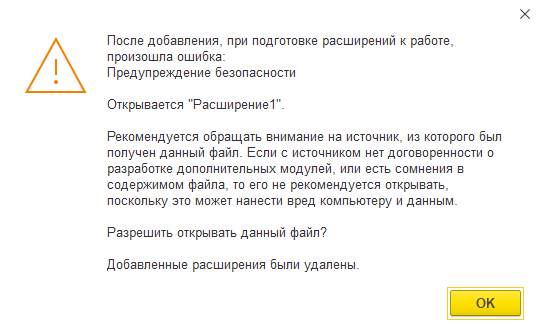 После добавления, при подготовке расширений к работе,
произошла ошибка:
Предупреждение безопасности
Открывается "Расширение1".
Рекомендуется обращать внимание на источник, из которого был
получен данный файл. Если с источником нет договоренности о
разработке дополнительных модулей, или есть сомнения в
содержимом файла, то его не рекомендуется открывать,
поскольку это может нанести вред компьютеру и данным.
Разрешить открывать данный файл?
Добавленные расширения были удалены.
OK